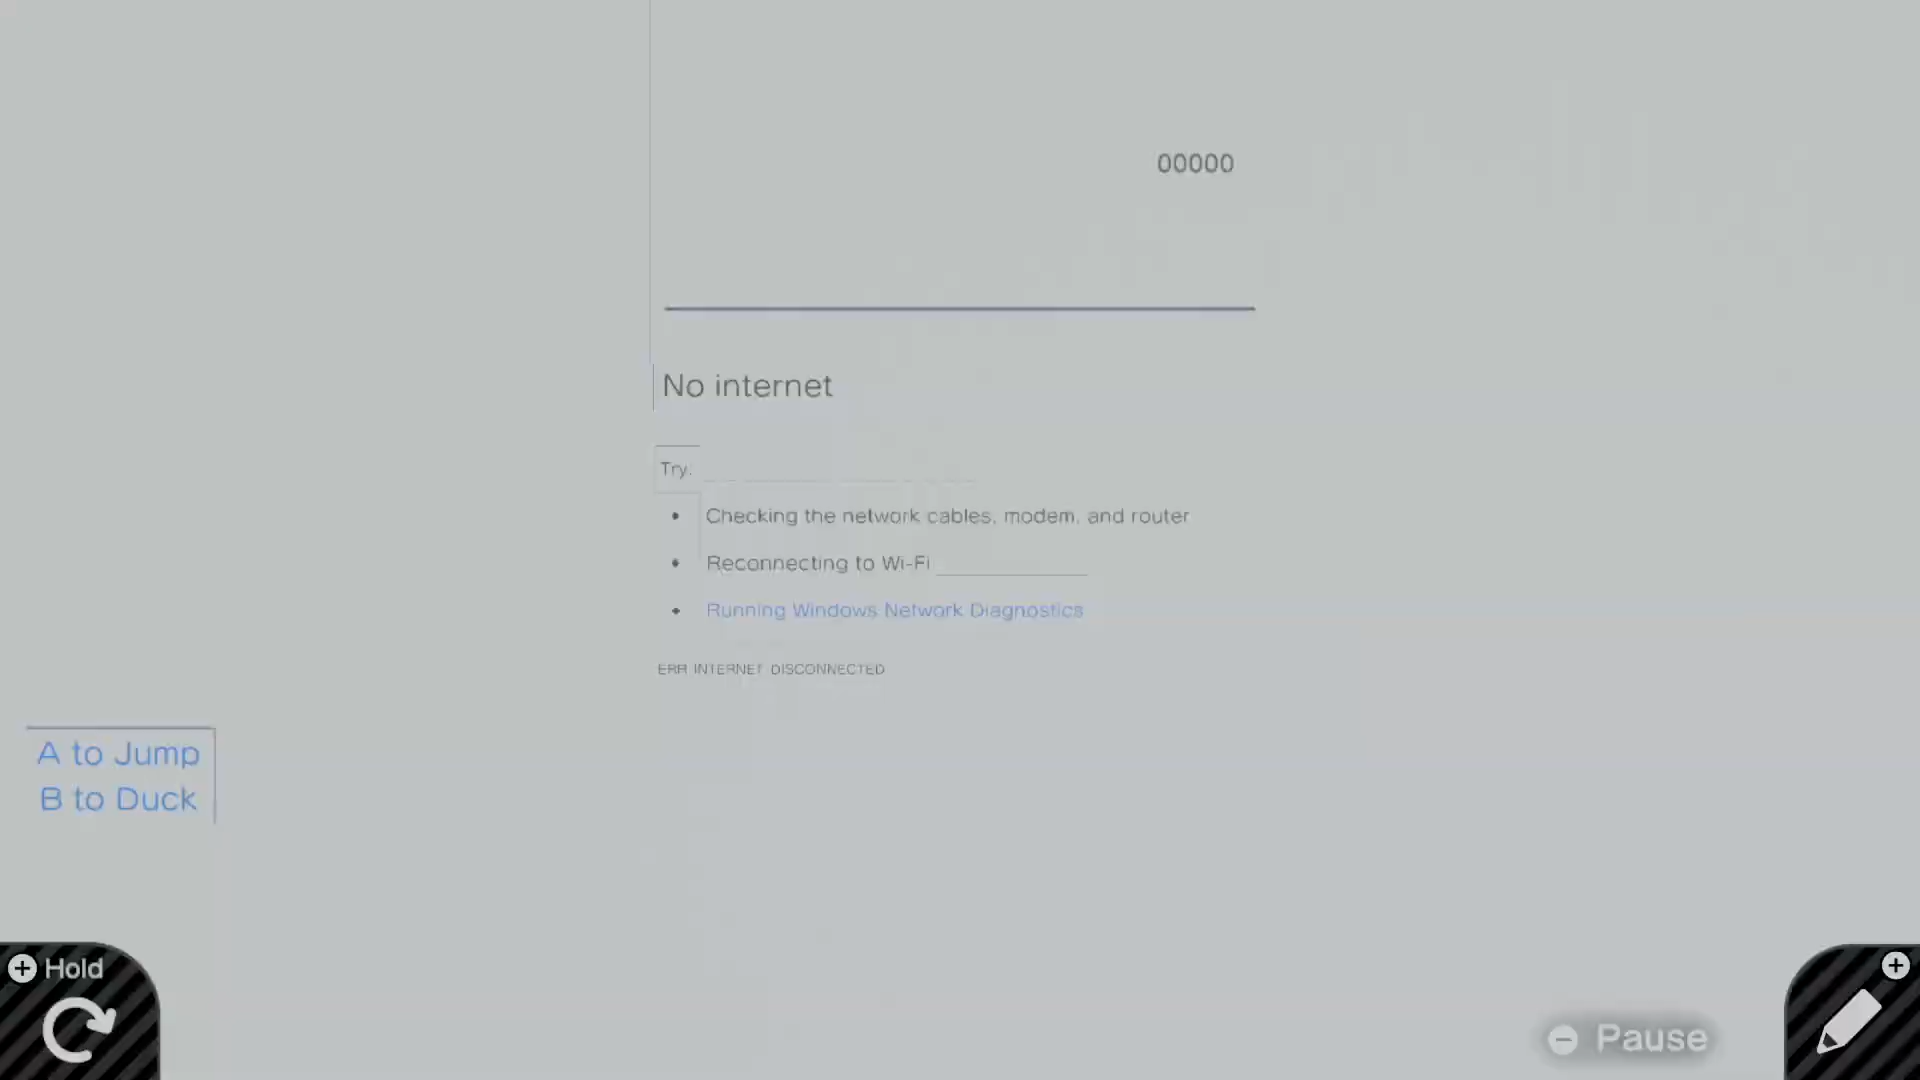 00000
No internet
Try:
• Checking the network cables, modem, and router
• Reconnecting to Wi-Fi
• Running Windows Network Diagnostics
ERR INTERNET DISCONNECTED
A to Jump
B to Duck
Hold
Pause